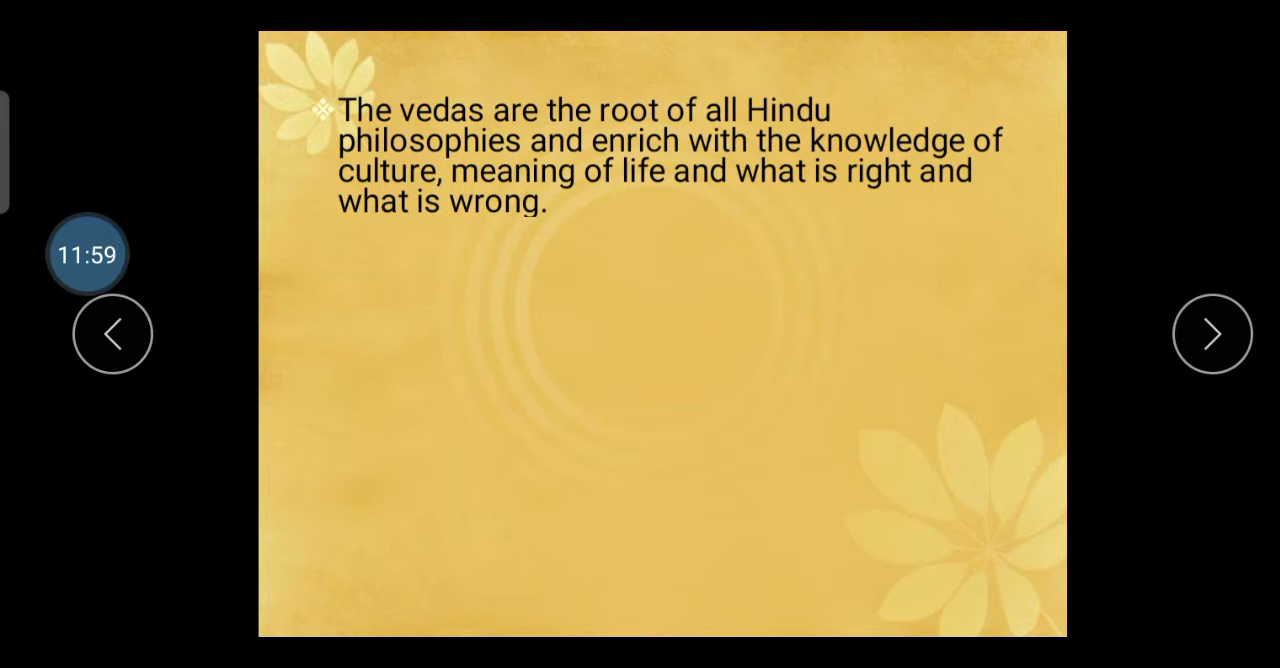 The vedas are the root of all Hindu
philosophies and enrich with the knowledge of
culture, meaning of life and what is right and
what is wrong.
11:59